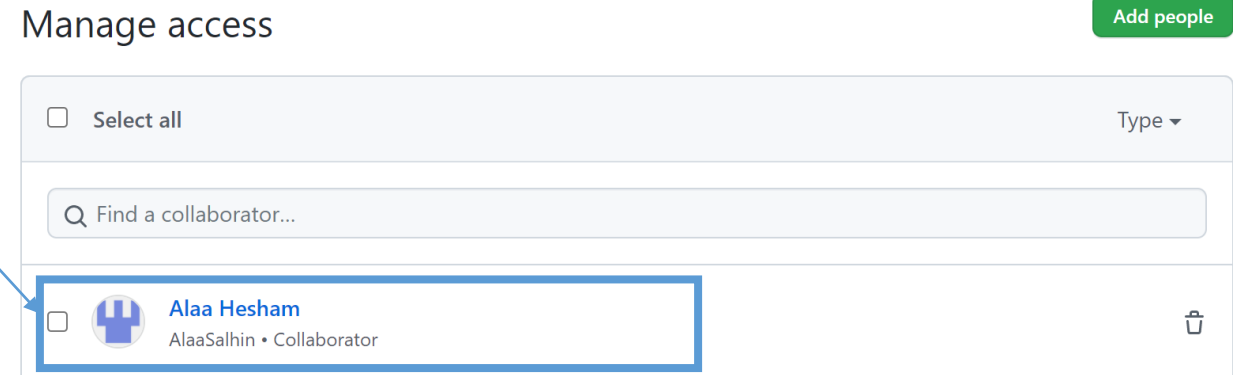 Manage access
Add people
Select all
Type
Find a collaborator...
Alaa Hesham
AlaaSalhin • Collaborator